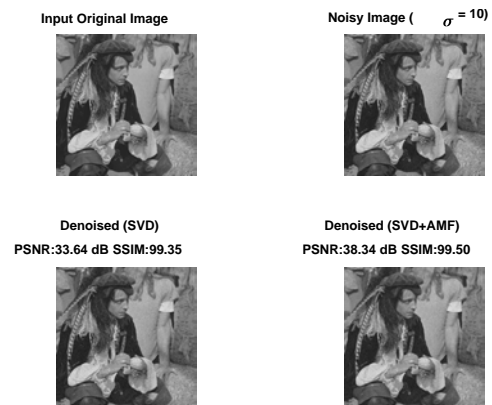 Input Original Image
Noisy Image ( σ = 10)
Denoised (SVD)
PSNR:33.64 dB SSIM:99.35
Denoised (SVD+AMF)
PSNR:38.34 dB SSIM:99.50